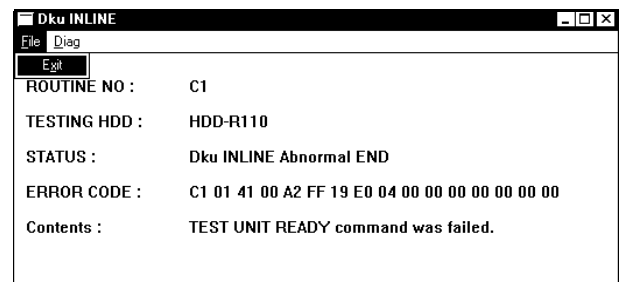 Dku INLINE
File Diag
Exit
ROUTINE NO : C1
TESTING HDD : HDD-R110
STATUS : Dku INLINE Abnormal END
ERROR CODE : C1 01 41 00 A2 FF 19 E0 04 00 00 00 00 00 00 00
Contents : TEST UNIT READY command was failed.